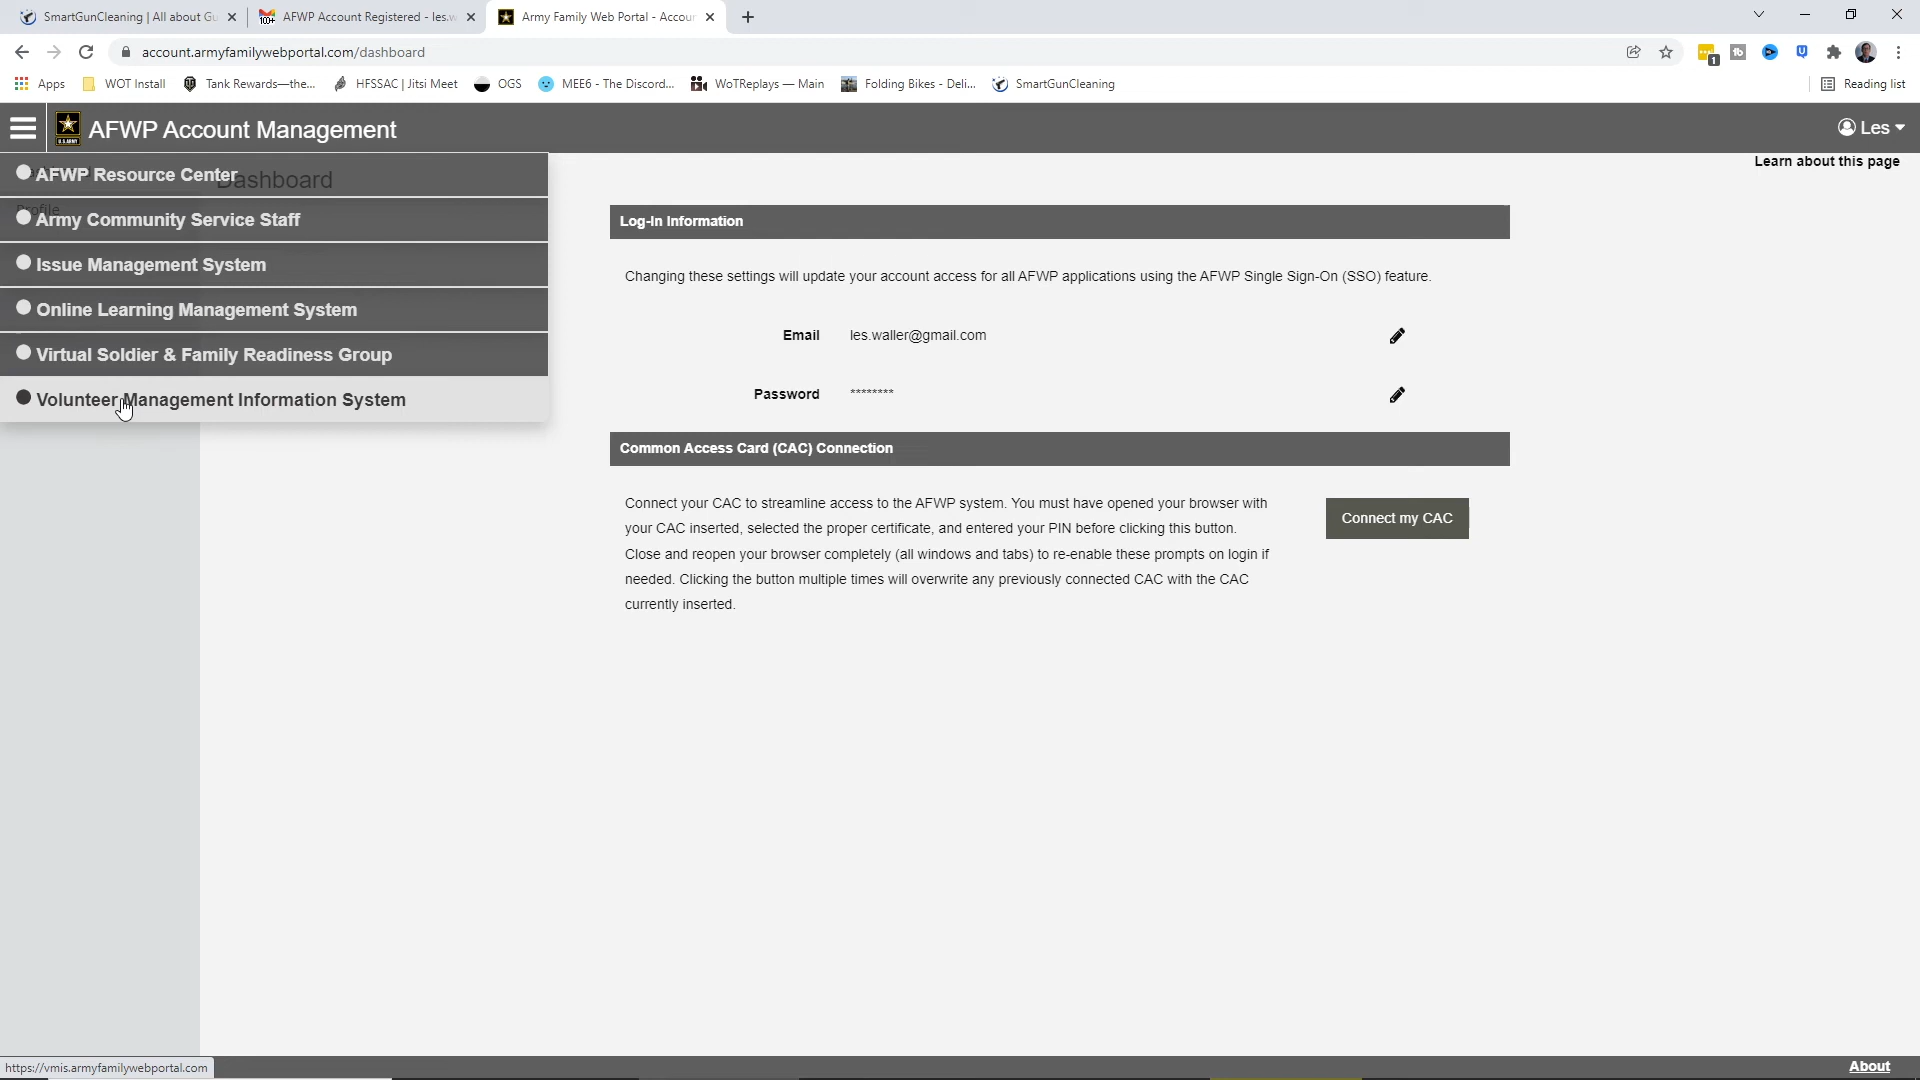 SmartGunCleaning | All about Gu
AFWP Account Registered - les.w
Army Family Web Portal - Accou
account.armyfamilywebportal.com/dashboard
1
Apps
WOT Install
Tank Rewards—the...
HFSSAC | Jitsi Meet
OGS
MEE6 - The Discord...
WoTReplays — Main
Folding Bikes - Deli...
SmartGunCleaning
Reading list
AFWP Account Management
Les
Learn about this page
AFWP Resource Center
Dashboard
Profile
Army Community Service Staff
Issue Management System
Online Learning Management System
Virtual Soldier & Family Readiness Group
Volunteer Management Information System
Log-In Information
Changing these settings will update your account access for all AFWP applications using the AFWP Single Sign-On (SSO) feature.
Email les.waller@gmail.com
Password ********
Common Access Card (CAC) Connection
Connect your CAC to streamline access to the AFWP system. You must have opened your browser with
your CAC inserted, selected the proper certificate, and entered your PIN before clicking this button.
Close and reopen your browser completely (all windows and tabs) to re-enable these prompts on login if
needed. Clicking the button multiple times will overwrite any previously connected CAC with the CAC
currently inserted.
Connect my CAC
https://vmis.armyfamilywebportal.com
About